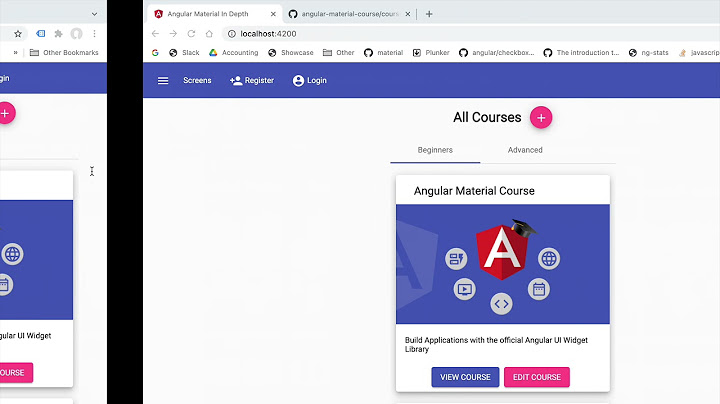 »
Other Bookmarks
gin
+
gular UI Widget
OURSE
Angular Material In Depth
angular-material-course/cours
localhost:4200
G
Slack
Accounting
Showcase
Other
material
Plunker
angular/checkbox...
The introduction t...
ng-stats
javascrip
Screens
Register
Login
All Courses
+
Beginners
Advanced
Angular Material Course
A
Build Applications with the official Angular UI Widget
Library
VIEW COURSE
EDIT COURSE